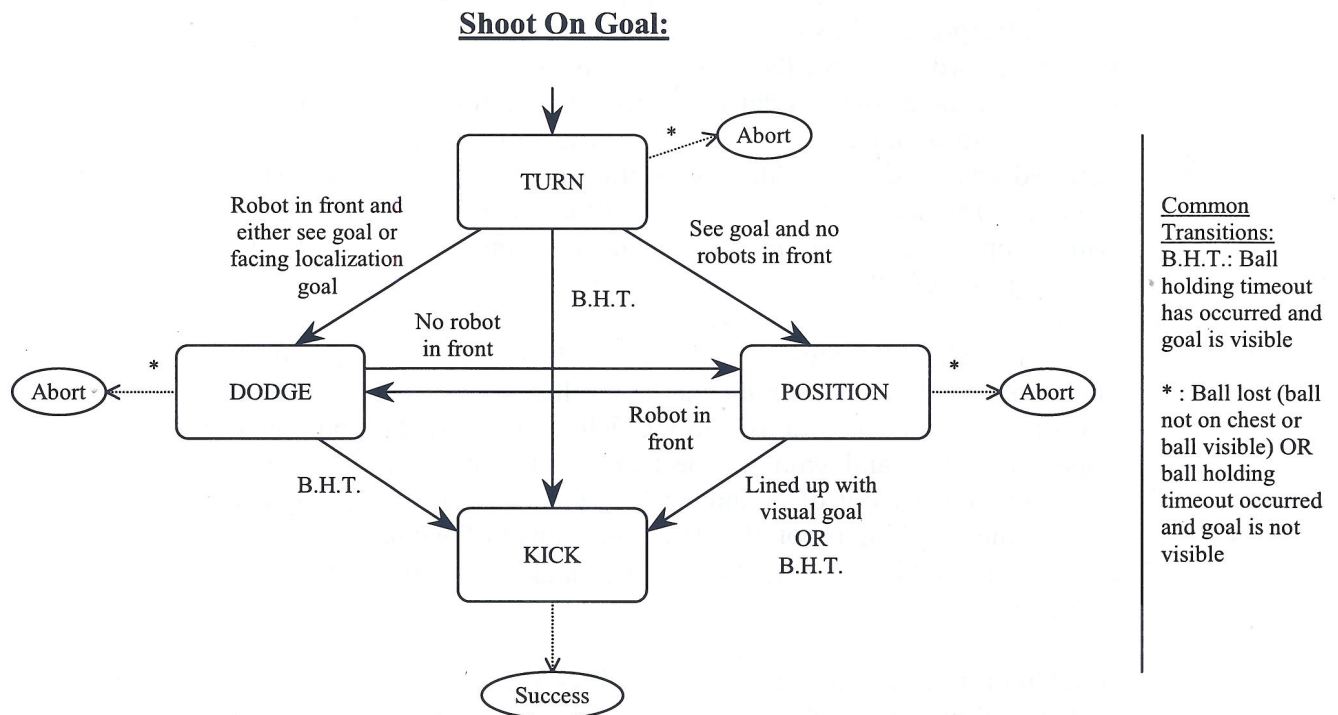 Shoot On Goal:
*
Abort
TURN
Robot in front and
either see goal or
facing localization
goal
See goal and no
robots in front
B.H.T.
No robot
in front
*
Abort
DODGE
POSITION
*
Abort
Robot in
front
B.H.T.
Lined up with
visual goal
OR
B.H.T.
KICK
Success
Common
Transitions:
B.H.T.: Ball
holding timeout
has occurred and
goal is visible
* : Ball lost (ball
not on chest or
ball visible) OR
ball holding
timeout occurred
and goal is not
visible